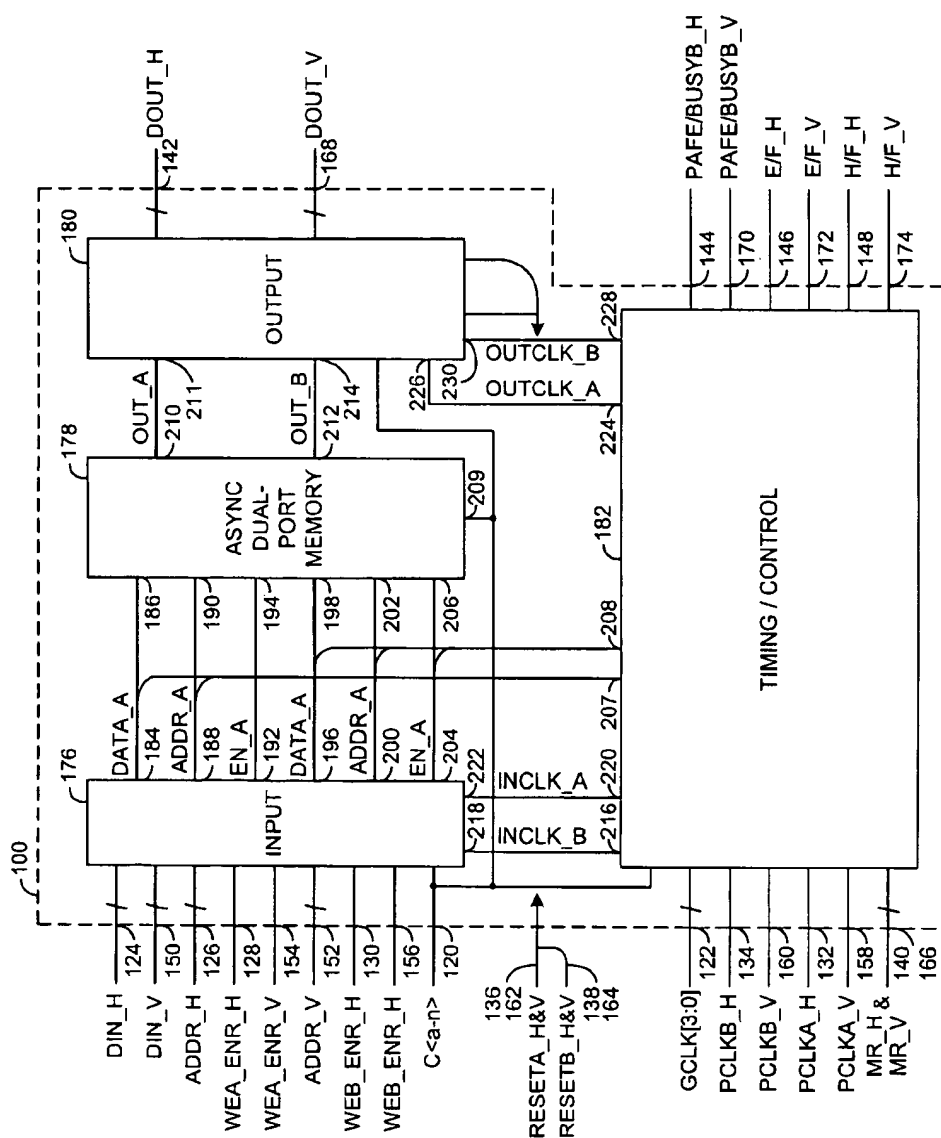 100
176
178
180
DIN_H
124
DIN_V
150
ADDR_H
126
WEA_ENR_H
128
WEA_ENR_V
154
ADDR_V
152
WEB_ENR_H
130
WEB_ENR_H
156
C<a-n>
120
INPUT
DATA_A
184
ADDR_A
188
EN_A
192
DATA_A
196
ADDR_A
200
EN_A
204
186
190
194
198
202
206
ASYNC
DUAL-
PORT
MEMORY
209
OUT_A
210
211
OUT_B
212
214
OUTPUT
DOUT_H
142
DOUT_V
168
218
222
INCLK_B
INCLK_A
216
220
207
208
182
226
230
OUTCLK_B
OUTCLK_A
224
228
136
162
RESETA_H&V
RESETB_H&V
138
164
TIMING / CONTROL
GCLK[3:0]
122
PCLKB_H
134
PCLKB_V
160
PCLKA_H
132
PCLKA_V
158
MR_H &
MR_V
140
166
PAFE/BUSYB_H
144
PAFE/BUSYB_V
170
E/F_H
146
E/F_V
172
H/F_H
148
H/F_V
174